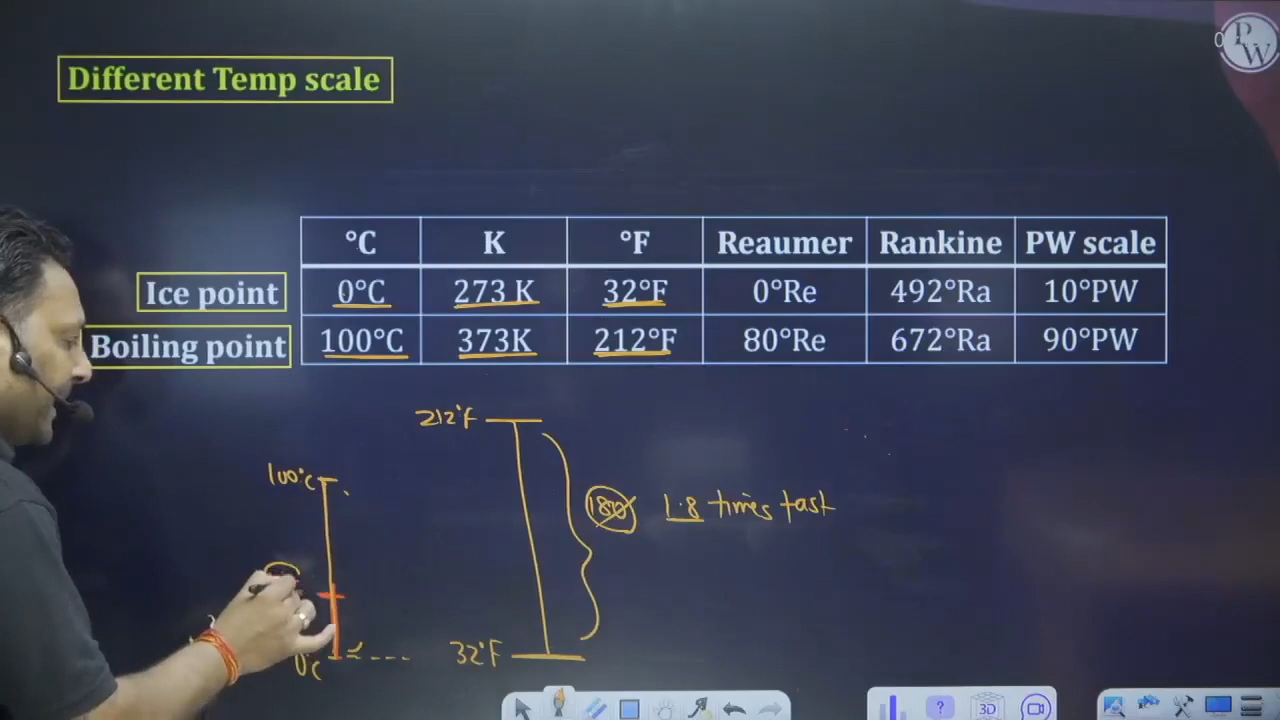 PW
Different Temp scale
°C K °F Reaumer Rankine PW scale
Ice point 0°C 273 K 32°F 0°Re 492°Ra 10°PW
Boiling point 100°C 373K 212°F 80°Re 672°Ra 90°PW
212°F
100°C
180 1.8 times fast
0°C
32°F
3D